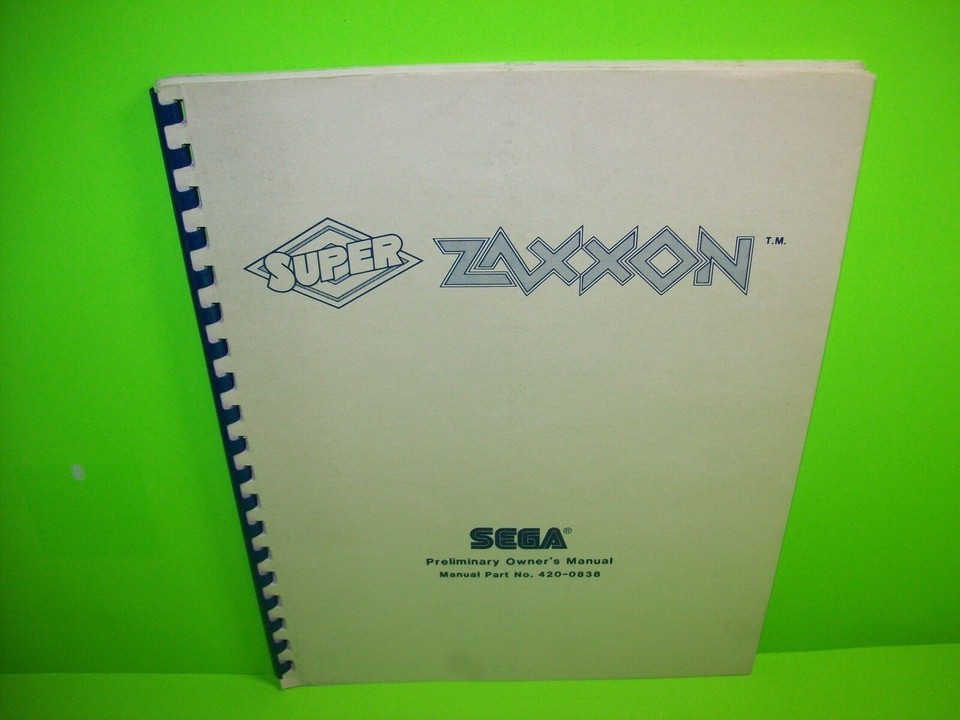 SUPER ZAXXON T.M.
SEGA®
Preliminary Owner's Manual
Manual Part No. 420-0838